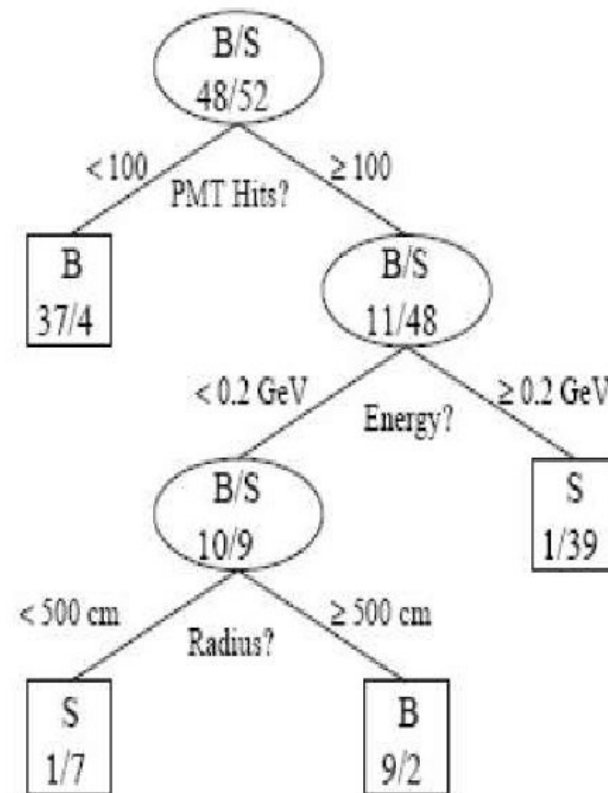 B/S
48/52
< 100
≥ 100
PMT Hits?
B
37/4
B/S
11/48
< 0.2 GeV
≥ 0.2 GeV
Energy?
B/S
10/9
S
1/39
< 500 cm
≥ 500 cm
Radius?
S
1/7
B
9/2